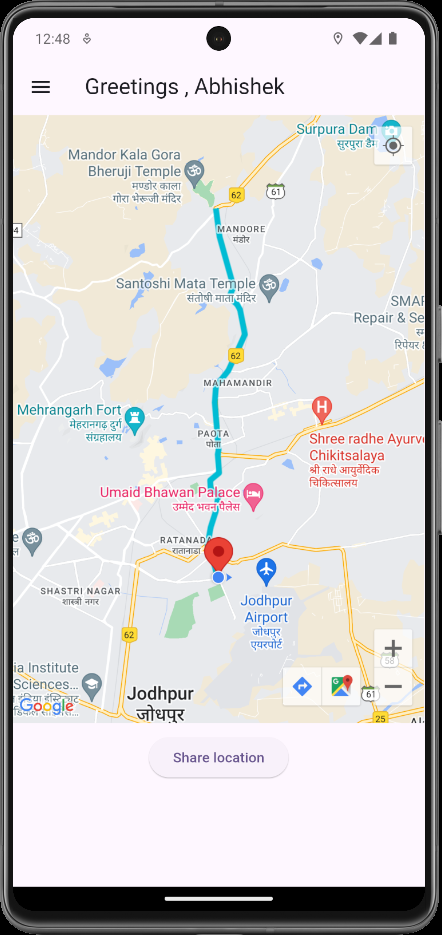 12:48
Greetings , Abhishek
Surpura Dam
सुरपुरा डैम
Mandor Kala Gora
Bheruji Temple
मण्डोर काला
गोरा भेरूजी मंदिर
62
61
4
MANDORE
मंडोर
Santoshi Mata Temple
संतोषी माता मंदिर
SMAR
Repair & Se
रिपेयर
62
MAHAMANDIR
Mehrangarh Fort
मेहरानगढ़ दुर्ग
संग्रहालय
H
PAOTA
पोता
Shree radhe Ayurve
Chikitsalaya
श्री राधे आयुर्वेदिक
चिकित्सालय
Umaid Bhawan Palace
उम्मेद भवन पैलेस
RATANADA
रातानाडा
Jodhpur
Airport
जोधपुर
एयरपोर्ट
SHASTRI NAGAR
शास्त्री नगर
62
58
ia Institute
Sciences...
61
Jodhpur
जोधपुर
Google
25
Share location